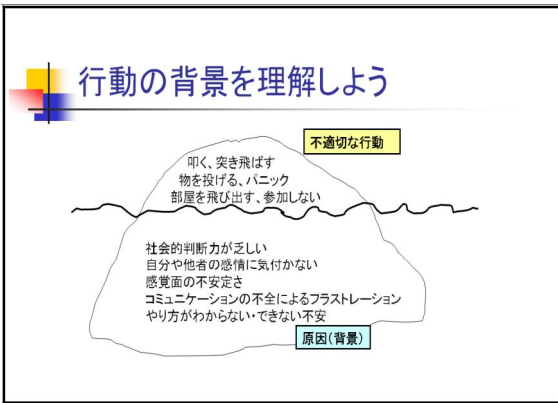 行動の背景を理解しよう
不適切な行動
叩く、突き飛ばす
物を投げる、パニック
部屋を飛び出す、参加しない
社会的判断力が乏しい
自分や他者の感情に気付かない
感覚面の不安定さ
コミュニケーションの不全によるフラストレーション
やり方がわからない・できない不安
原因(背景)